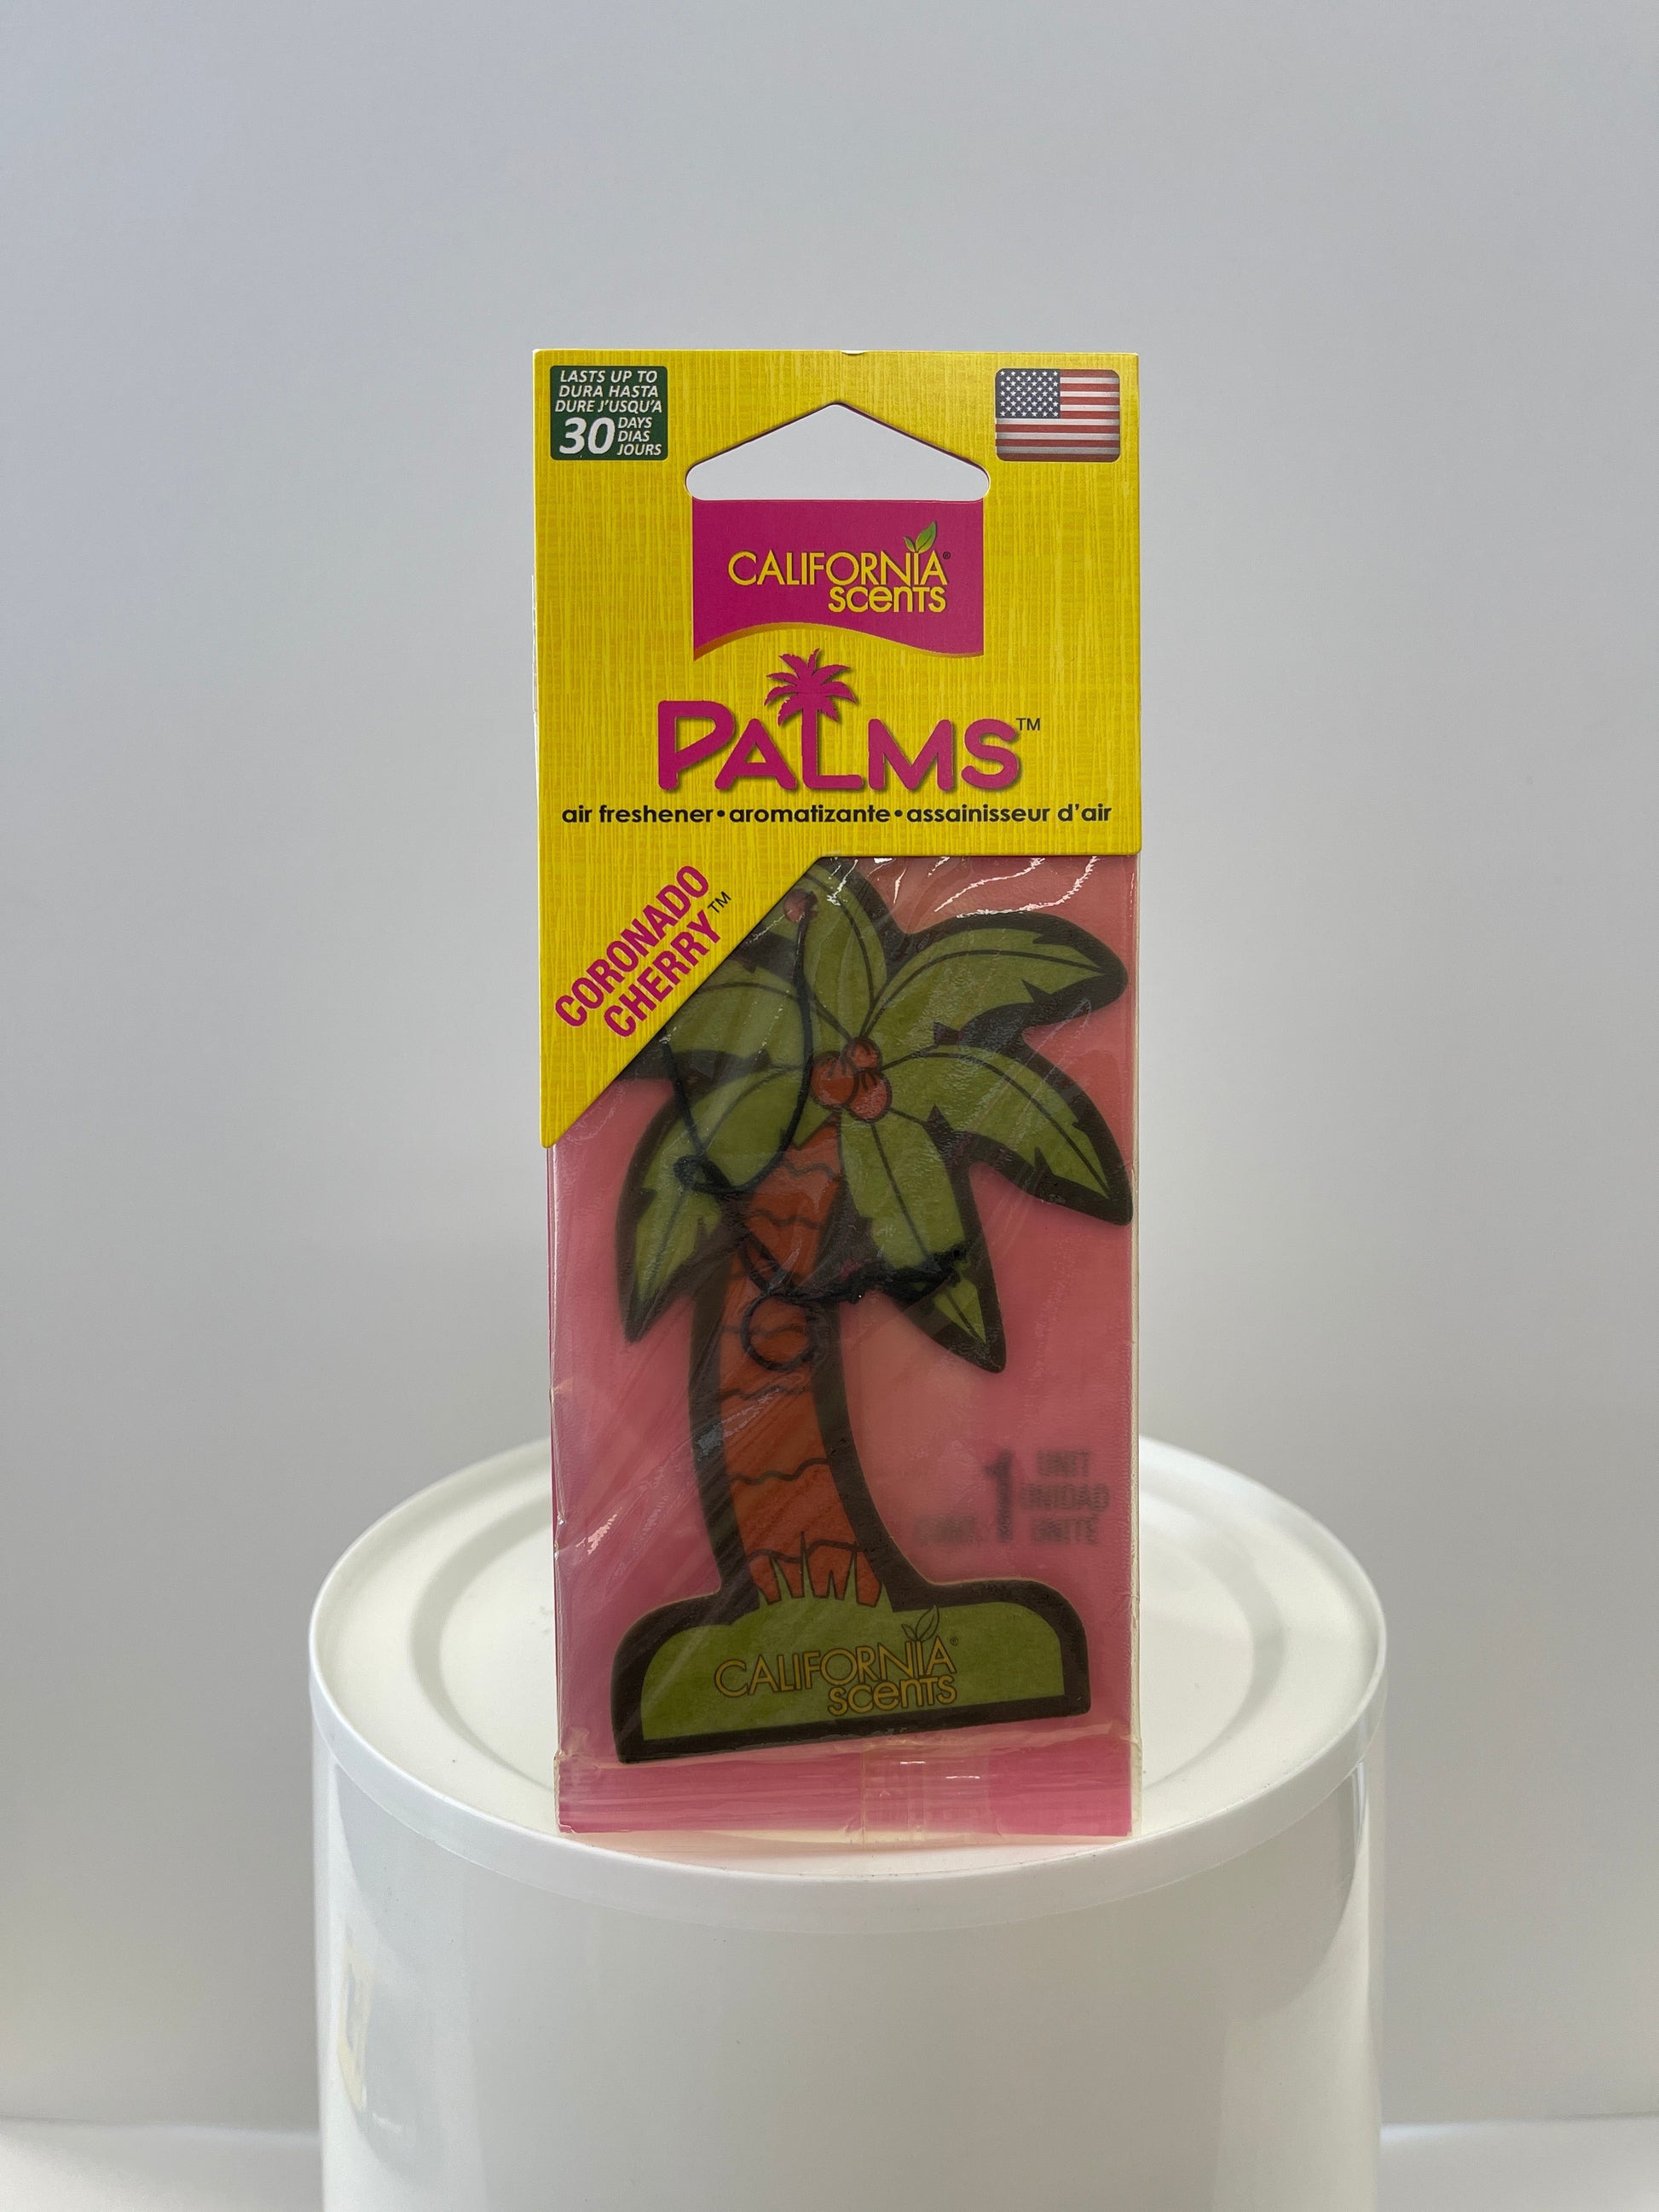 LASTS UP TO
DURA HASTA
DURE J'USQU'A
30 DAYS
DIAS
JOURS
CALIFORNIA®
scents
PALMS™
air freshener•aromatizante•assainisseur d'air
CORONADO
CHERRY™
1 UNIT
UNIDAD
UNITÉ
CALIFORNIA®
scents